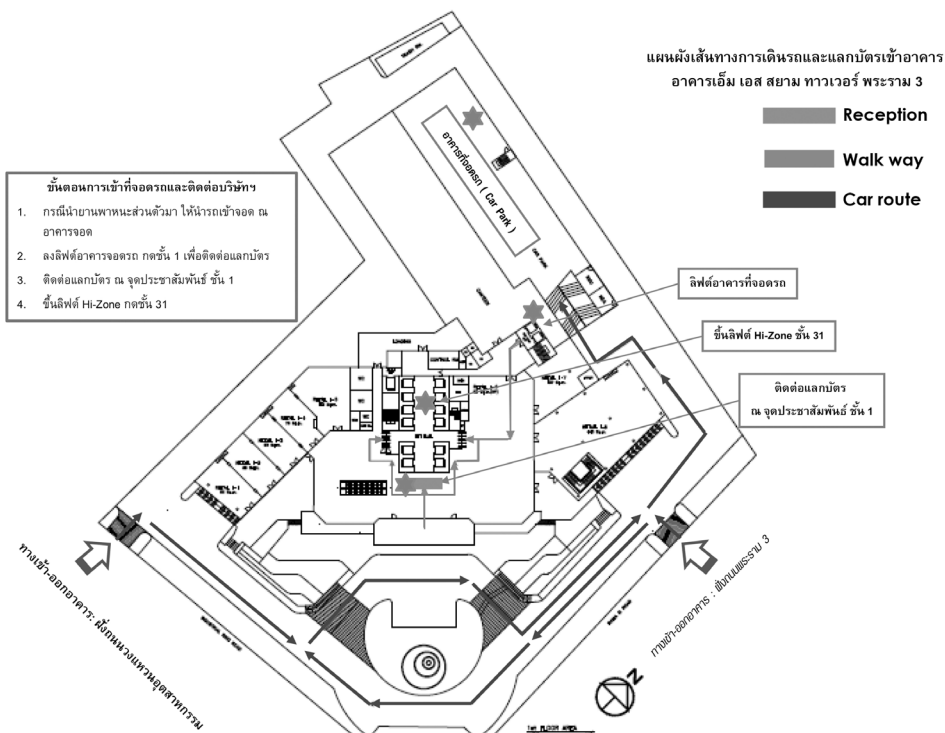 แผนผังเส้นทางการเดินรถและแลกบัตรเข้าอาคาร
อาคารเอ็ม เอส สยาม ทาวเวอร์ พระราม 3
Reception
Walk way
Car route
ขั้นตอนการเข้าที่จอดรถและติดต่อบริษัทฯ
1. กรณีนำยานพาหนะส่วนตัวมา ให้นำรถเข้าจอด ณ
อาคารจอด
2. ลงลิฟต์อาคารจอดรถ กดชั้น 1 เพื่อติดต่อแลกบัตร
3. ติดต่อแลกบัตร ณ จุดประชาสัมพันธ์ ชั้น 1
4. ขึ้นลิฟต์ Hi-Zone กดชั้น 31
อาคารที่จอดรถ ( Car Park )
CAR PARK
CANTEEN
ลิฟต์อาคารที่จอดรถ
ขึ้นลิฟต์ Hi-Zone ชั้น 31
ติดต่อแลกบัตร
ณ จุดประชาสัมพันธ์ ชั้น 1
LOADING
ทางเข้า-ออกอาคาร: ฝั่งถนนวงแหวนอุตสาหกรรม
ทางเข้า-ออกอาคาร : ฝั่งถนนพระราม 3
INDUSTRIAL RING ROAD
N
1st FLOOR AREA